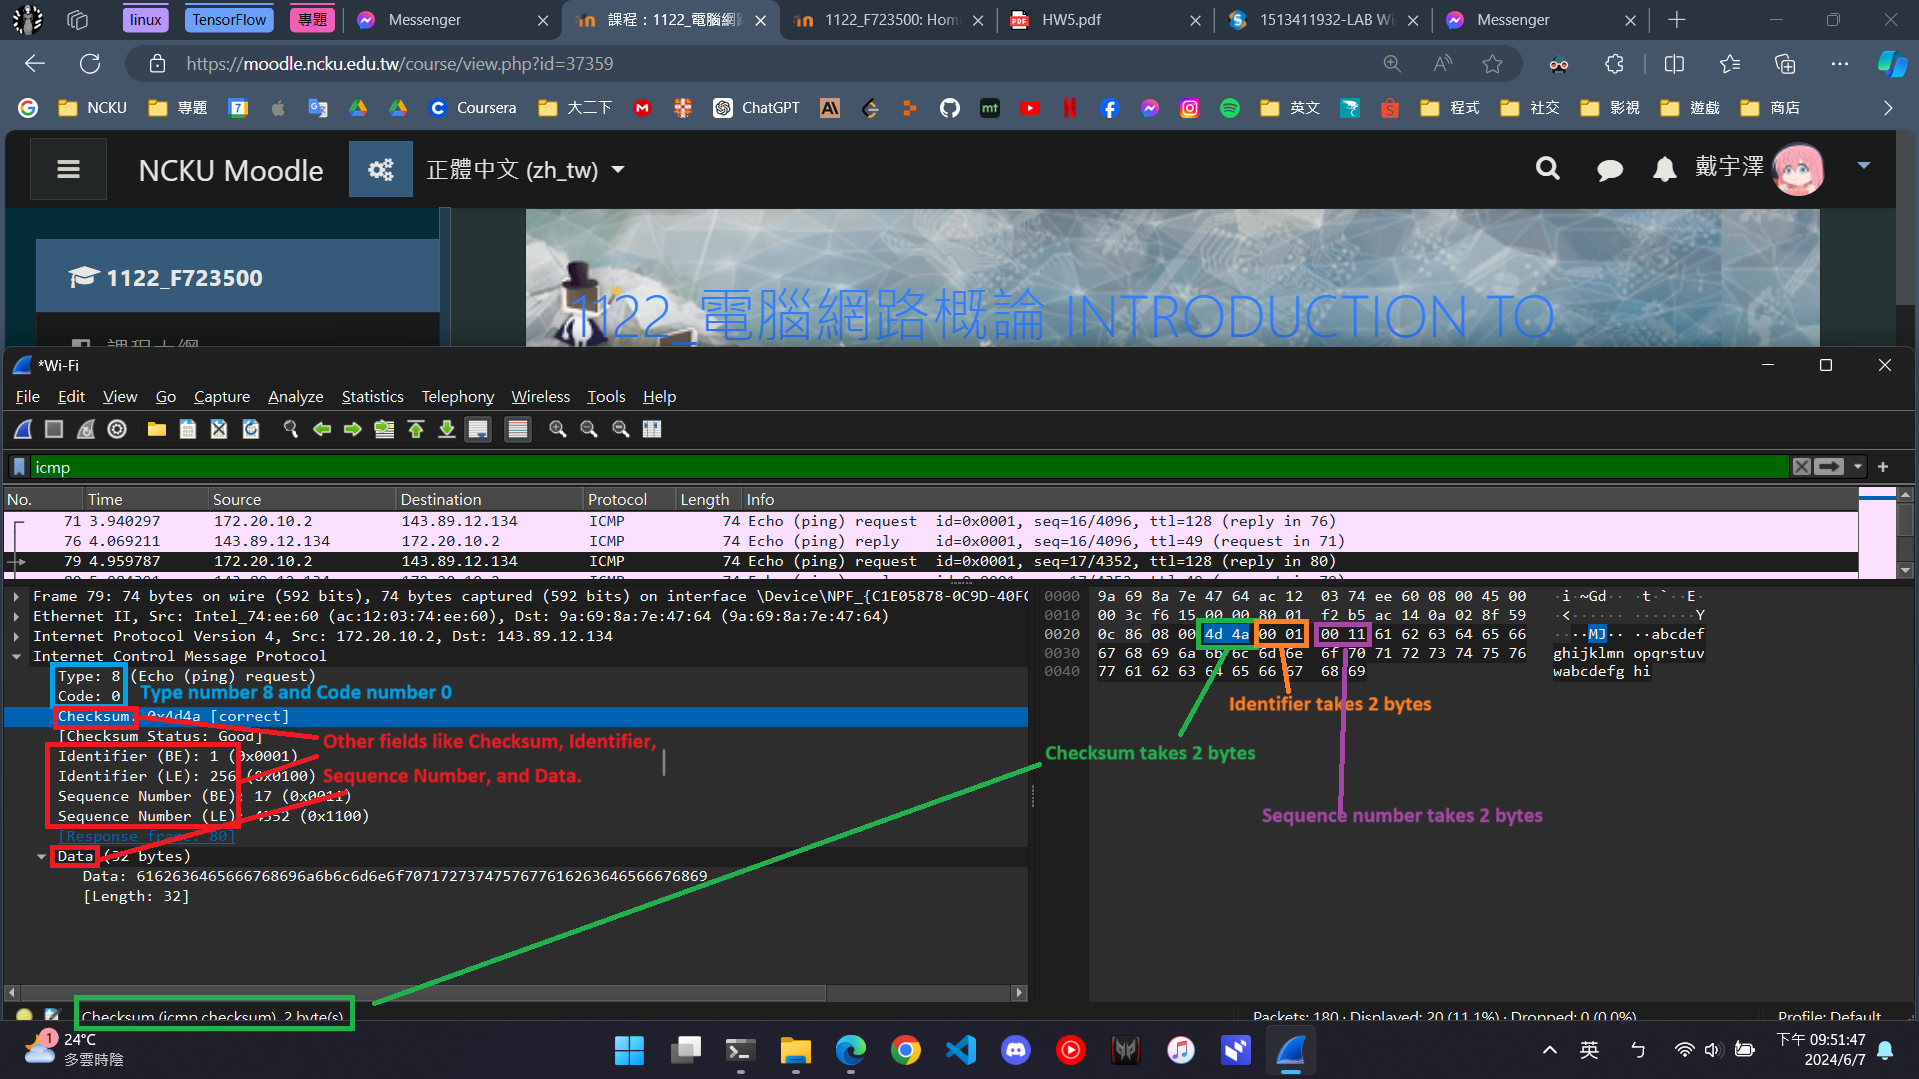 linux
TensorFlow
專題
Messenger
課程：1122_電腦網
1122_F723500: Hom
HW5.pdf
1513411932-LAB Wi
Messenger
https://moodle.ncku.edu.tw/course/view.php?id=37359
NCKU
專題
Coursera
大二下
ChatGPT
英文
程式
社交
影視
遊戲
商店
NCKU Moodle
正體中文 (zh_tw)
戴宇澤
1122_F723500
1122_電腦網路概論 INTRODUCTION TO
*Wi-Fi
File Edit View Go Capture Analyze Statistics Telephony Wireless Tools Help
icmp
No. Time Source Destination Protocol Length Info
71 3.940297 172.20.10.2 143.89.12.134 ICMP 74 Echo (ping) request id=0x0001, seq=16/4096, ttl=128 (reply in 76)
76 4.069211 143.89.12.134 172.20.10.2 ICMP 74 Echo (ping) reply id=0x0001, seq=16/4096, ttl=49 (request in 71)
79 4.959787 172.20.10.2 143.89.12.134 ICMP 74 Echo (ping) request id=0x0001, seq=17/4352, ttl=128 (reply in 80)
Frame 79: 74 bytes on wire (592 bits), 74 bytes captured (592 bits) on interface \Device\NPF_{C1E05878-0C9D-40FC
Ethernet II, Src: Intel_74:ee:60 (ac:12:03:74:ee:60), Dst: 9a:69:8a:7e:47:64 (9a:69:8a:7e:47:64)
Internet Protocol Version 4, Src: 172.20.10.2, Dst: 143.89.12.134
Internet Control Message Protocol
Type: 8 (Echo (ping) request)
Code: 0
Type number 8 and Code number 0
Checksum: 0x4d4a [correct]
[Checksum Status: Good]
Other fields like Checksum, Identifier,
Identifier (BE): 1 (0x0001)
Identifier (LE): 256 (0x0100)
Sequence Number, and Data.
Sequence Number (BE): 17 (0x0011)
Sequence Number (LE): 4352 (0x1100)
[Response frame: 80]
Data (32 bytes)
Data: 6162636465666768696a6b6c6d6e6f7071727374757677616263646566676869
[Length: 32]
0000 9a 69 8a 7e 47 64 ac 12 03 74 ee 60 08 00 45 00 ·i·~Gd·· ·t·`··E·
0010 00 3c f6 15 00 00 80 01 f2 b5 ac 14 0a 02 8f 59 ·<······ ·······Y
0020 0c 86 08 00 4d 4a 00 01 00 11 61 62 63 64 65 66 ····MJ·· ··abcdef
0030 67 68 69 6a 6b 6c 6d 6e 6f 70 71 72 73 74 75 76 ghijklmn opqrstuv
0040 77 61 62 63 64 65 66 67 68 69 wabcdefg hi
Identifier takes 2 bytes
Checksum takes 2 bytes
Sequence number takes 2 bytes
Checksum (icmp.checksum), 2 byte(s)
Packets: 180 · Displayed: 20 (11.1%) · Dropped: 0 (0.0%)
Profile: Default
1
24°C
多雲時陰
英
ㄅ
下午 09:51:47
2024/6/7